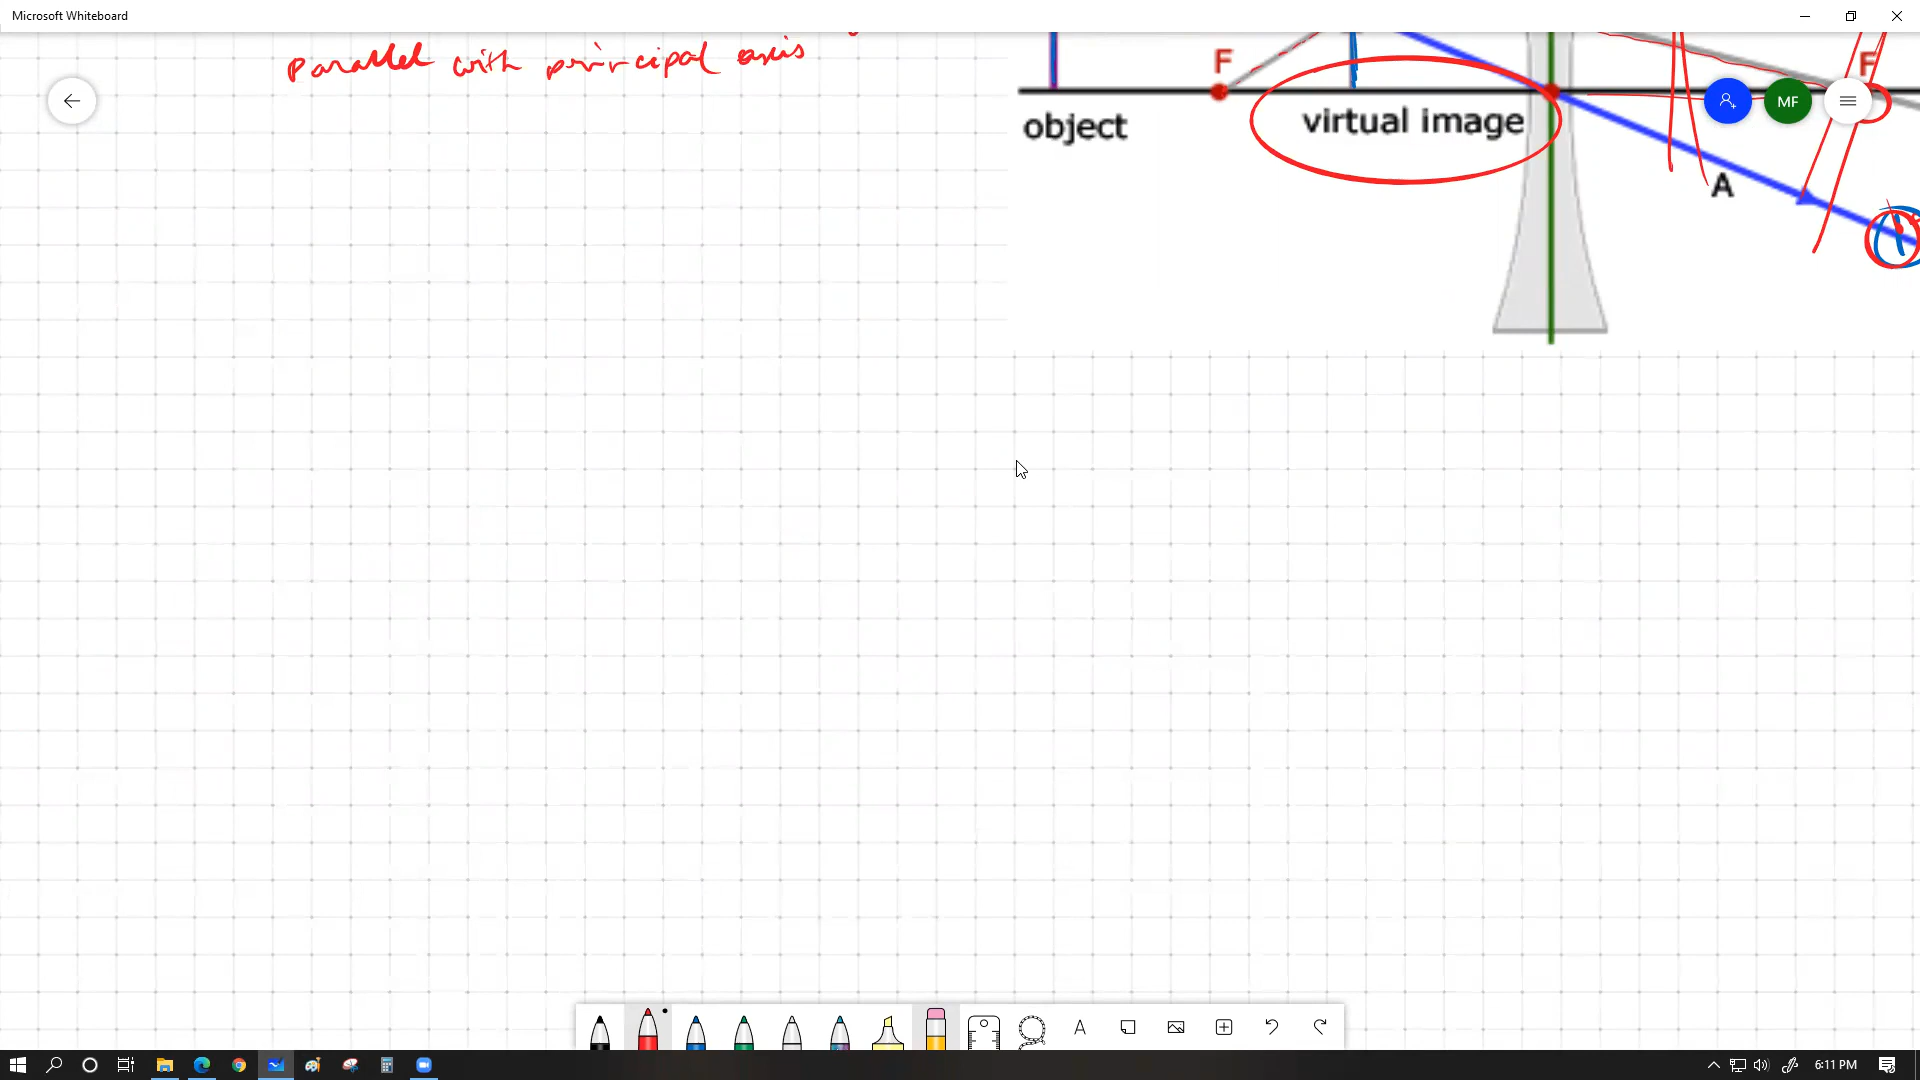 Microsoft Whiteboard
parallel with principal axis
F
F
MF
object
virtual image
A
A
6:11 PM